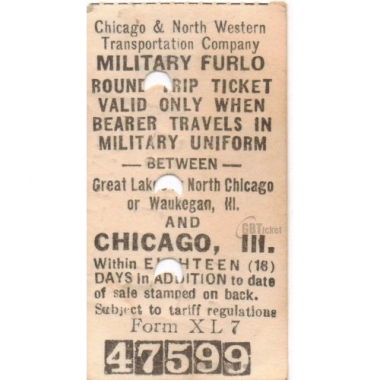 Chicago & North Western
Transportation Company
MILITARY FURLO
ROUND TRIP TICKET
VALID ONLY WHEN
BEARER TRAVELS IN
MILITARY UNIFORM
— BETWEEN —
Great Lakes, North Chicago
or Waukegan, Ill.
AND
GBTicket
CHICAGO, Ill.
Within EIGHTEEN (18)
DAYS in ADDITION to date
of sale stamped on back.
Subject to tariff regulations
Form XL7
47599